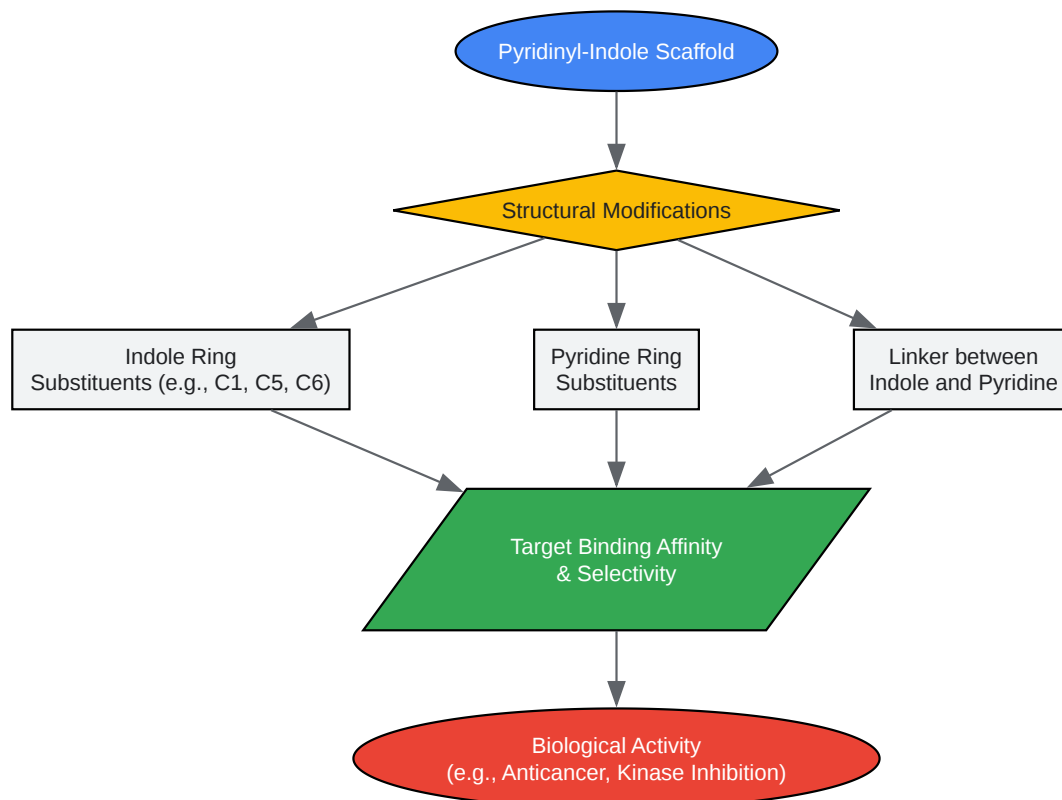 Pyridinyl-Indole Scaffold
Structural Modifications
Indole Ring
Substituents (e.g., C1, C5, C6)
Pyridine Ring
Substituents
Linker between
Indole and Pyridine
Target Binding Affinity
& Selectivity
Biological Activity
(e.g., Anticancer, Kinase Inhibition)